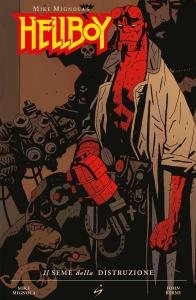 MIKE MIGNOLA'S
HELLBOY
Il SEME della DISTRUZIONE
MIKE
MIGNOLA
JOHN
BYRNE